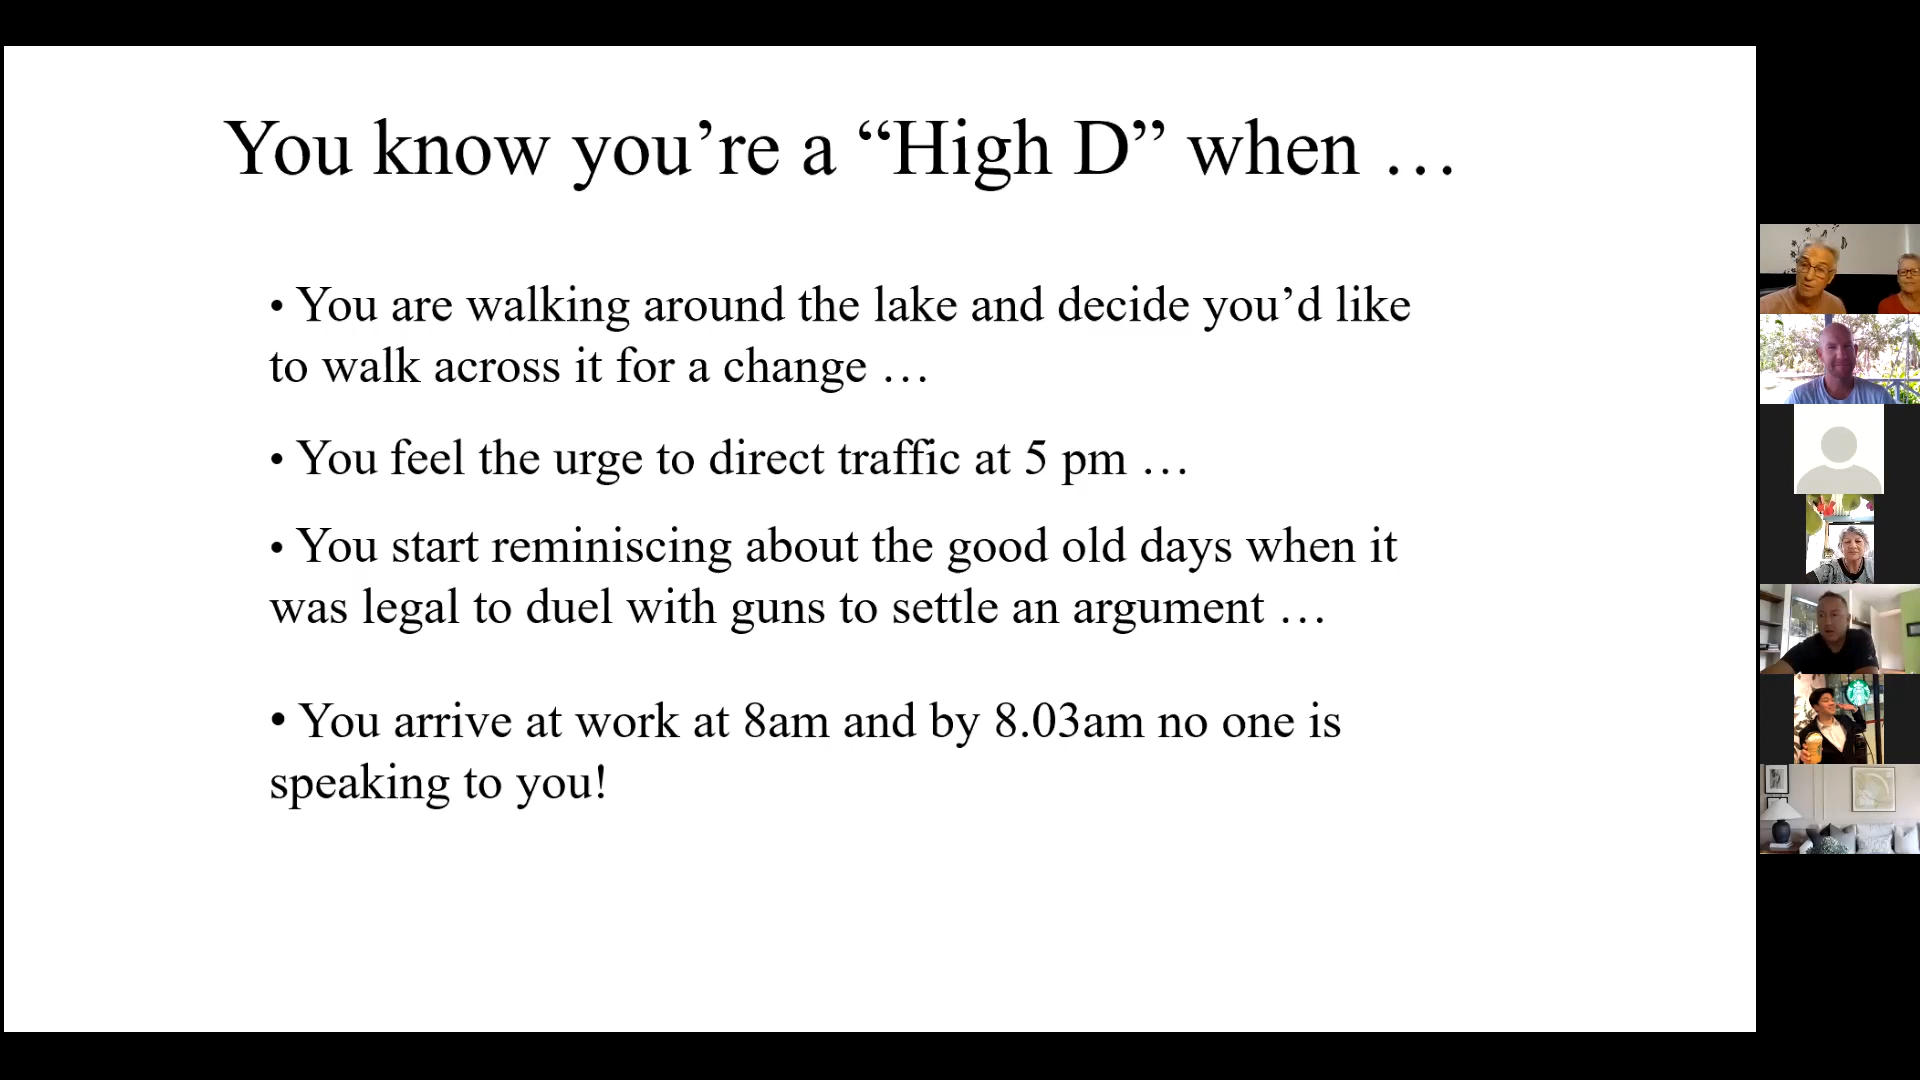 You know you’re a “High D” when …
• You are walking around the lake and decide you’d like
to walk across it for a change …
• You feel the urge to direct traffic at 5 pm …
• You start reminiscing about the good old days when it
was legal to duel with guns to settle an argument …
• You arrive at work at 8am and by 8.03am no one is
speaking to you!